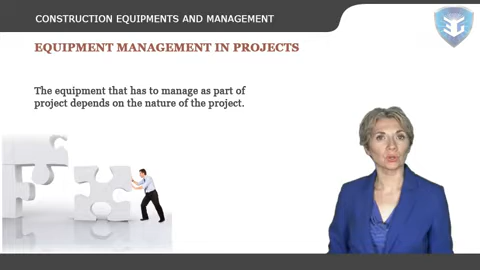 CONSTRUCTION EQUIPMENTS AND MANAGEMENT
EQUIPMENT MANAGEMENT IN PROJECTS
The equipment that has to manage as part of
project depends on the nature of the project.